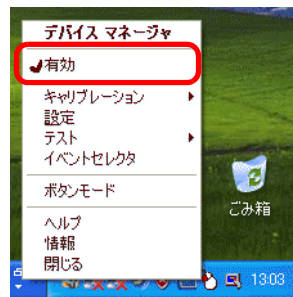 デバイス マネージャ
有効
キャリブレーション
設定
テスト
イベントセレクタ
ボタンモード
ヘルプ
情報
閉じる
ごみ箱
13:03